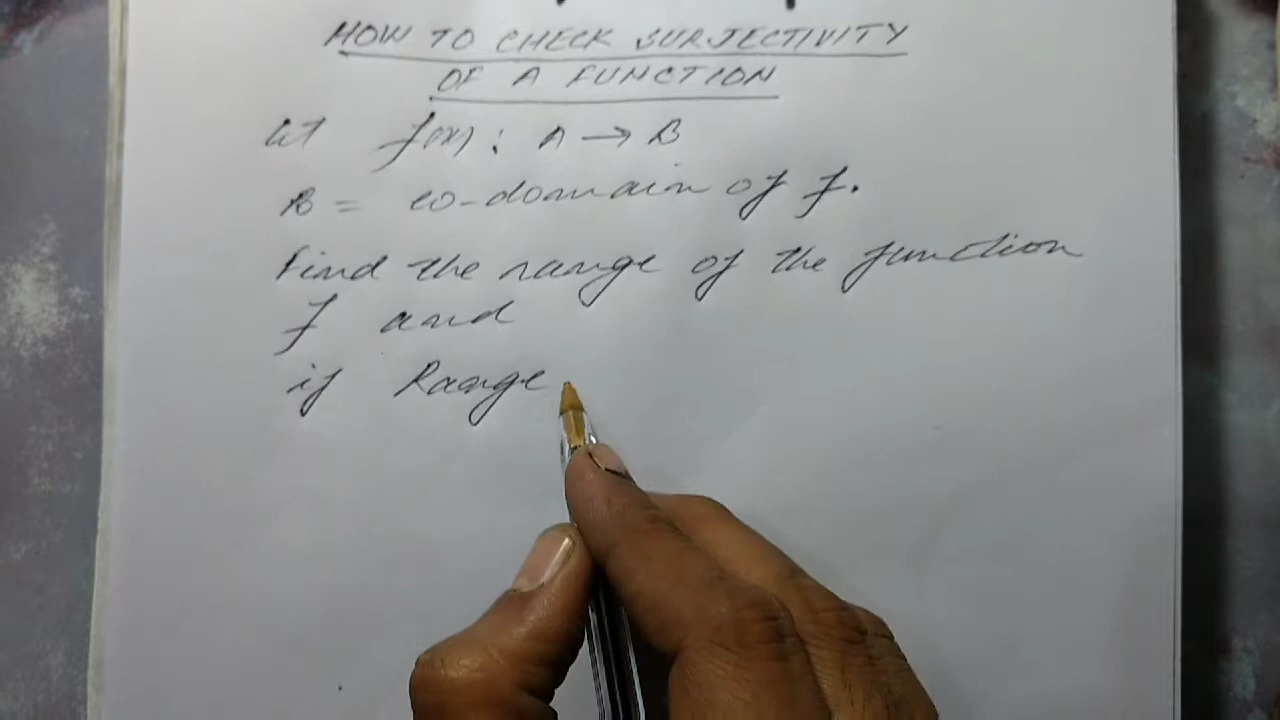 HOW TO CHECK SURJECTIVITY
OF A FUNCTION
Let f(x) : A → B
B = co-domain of f.
Find the range of the function
f and
if Range